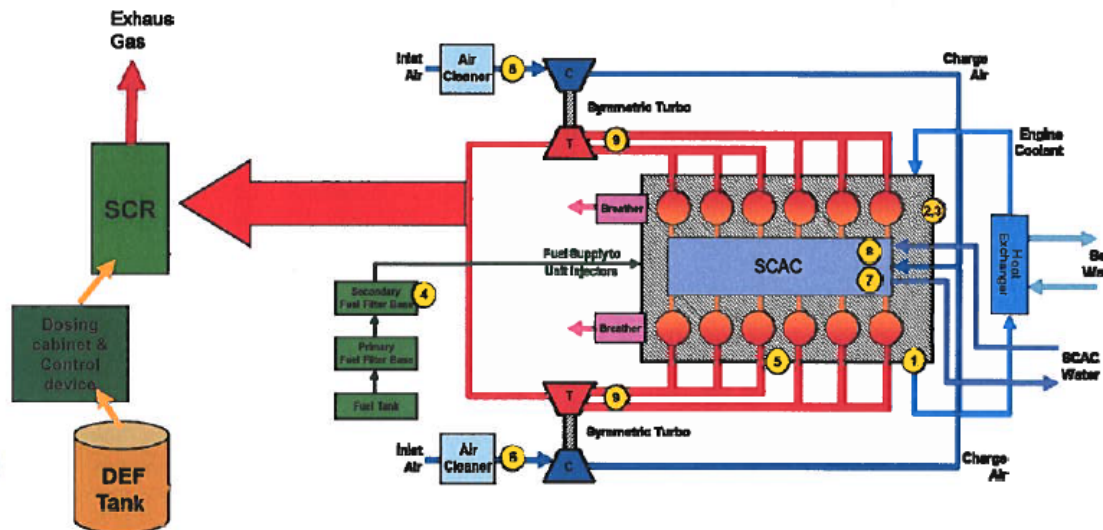 Exhaus
Gas
SCR
Dosing
cabinet & Control
device
DEF
Tank
Inlet
Air
Air
Cleaner
6
C
Symmetric Turbo
T
9
Charge
Air
Engine
Coolant
Breather
2,3
Fuel Supply to
Unit Injectors
SCAC
8
7
Heat
Exchanger
Se
Wa
Secondary
Fuel Filter Base
4
Primary
Fuel Filter Base
Fuel Tank
Breather
5
1
SCAC
Water
T
9
Symmetric Turbo
Inlet
Air
Air
Cleaner
6
C
Charge
Air